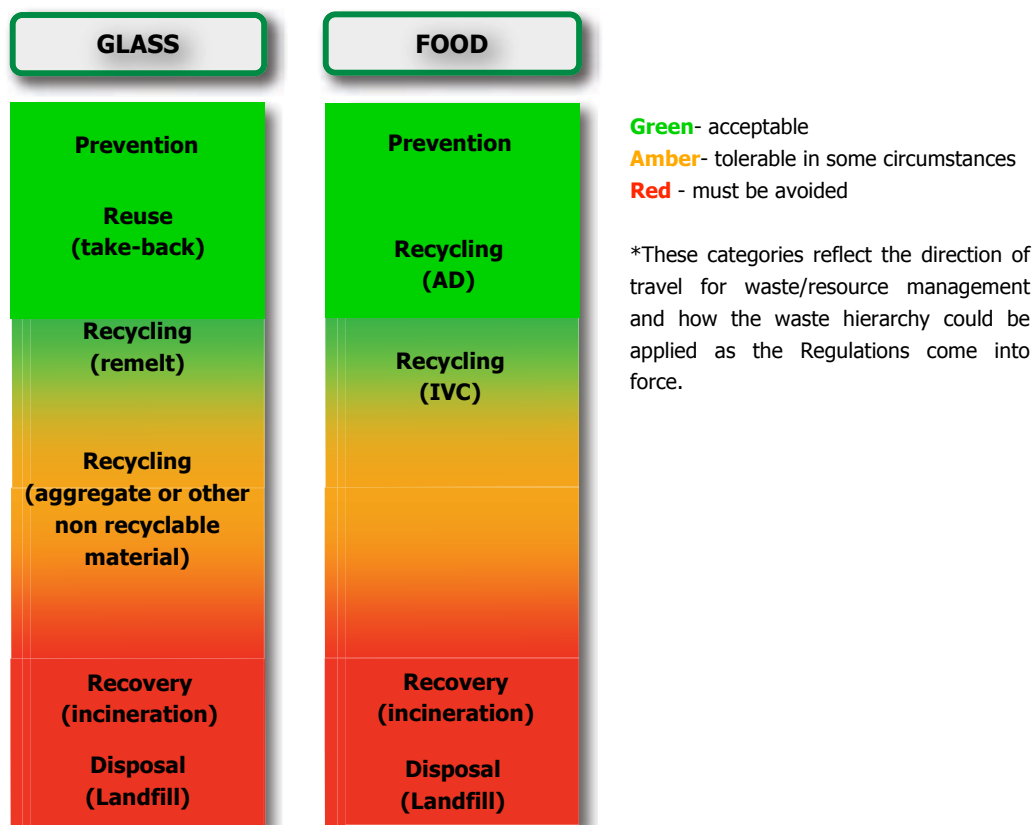 GLASS
Prevention
Reuse
(take-back)
Recycling
(remelt)
Recycling
(aggregate or other
non recyclable
material)
Recovery
(incineration)
Disposal
(Landfill)
FOOD
Prevention
Recycling
(AD)
Recycling
(IVC)
Recovery
(incineration)
Disposal
(Landfill)
Green- acceptable
Amber- tolerable in some circumstances
Red - must be avoided
*These categories reflect the direction of
travel for waste/resource management
and how the waste hierarchy could be
applied as the Regulations come into
force.